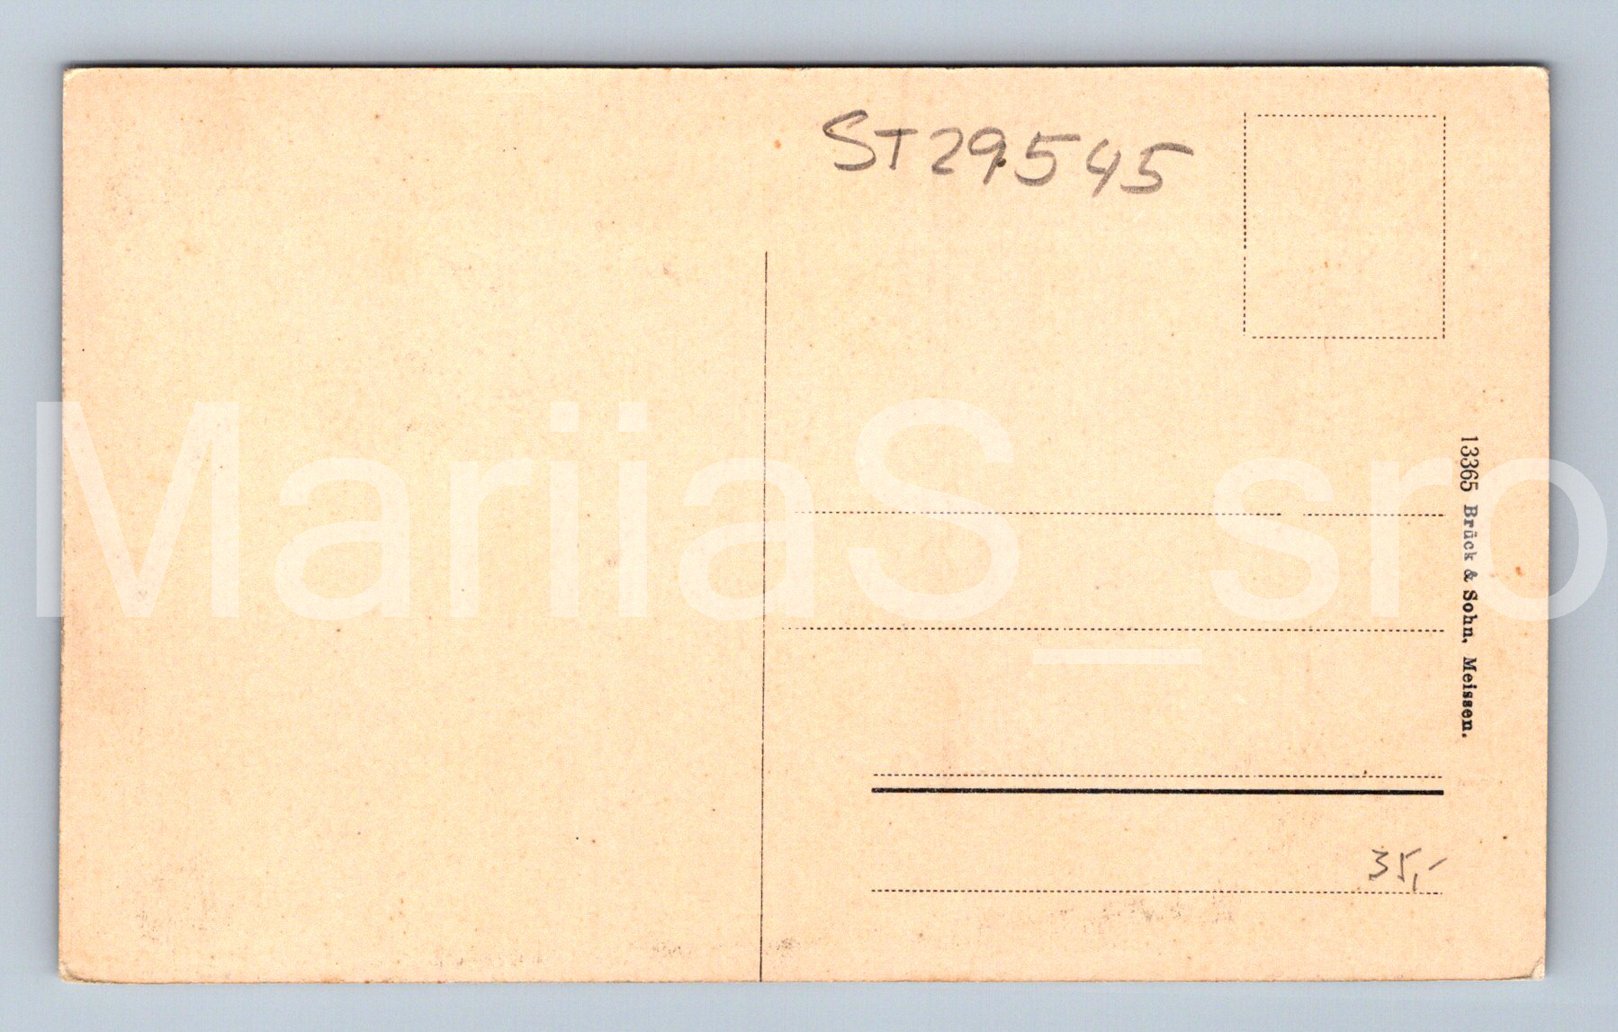 ST29545
13365 Brück & Sohn, Meissen.
MariiaS_sro
35,-